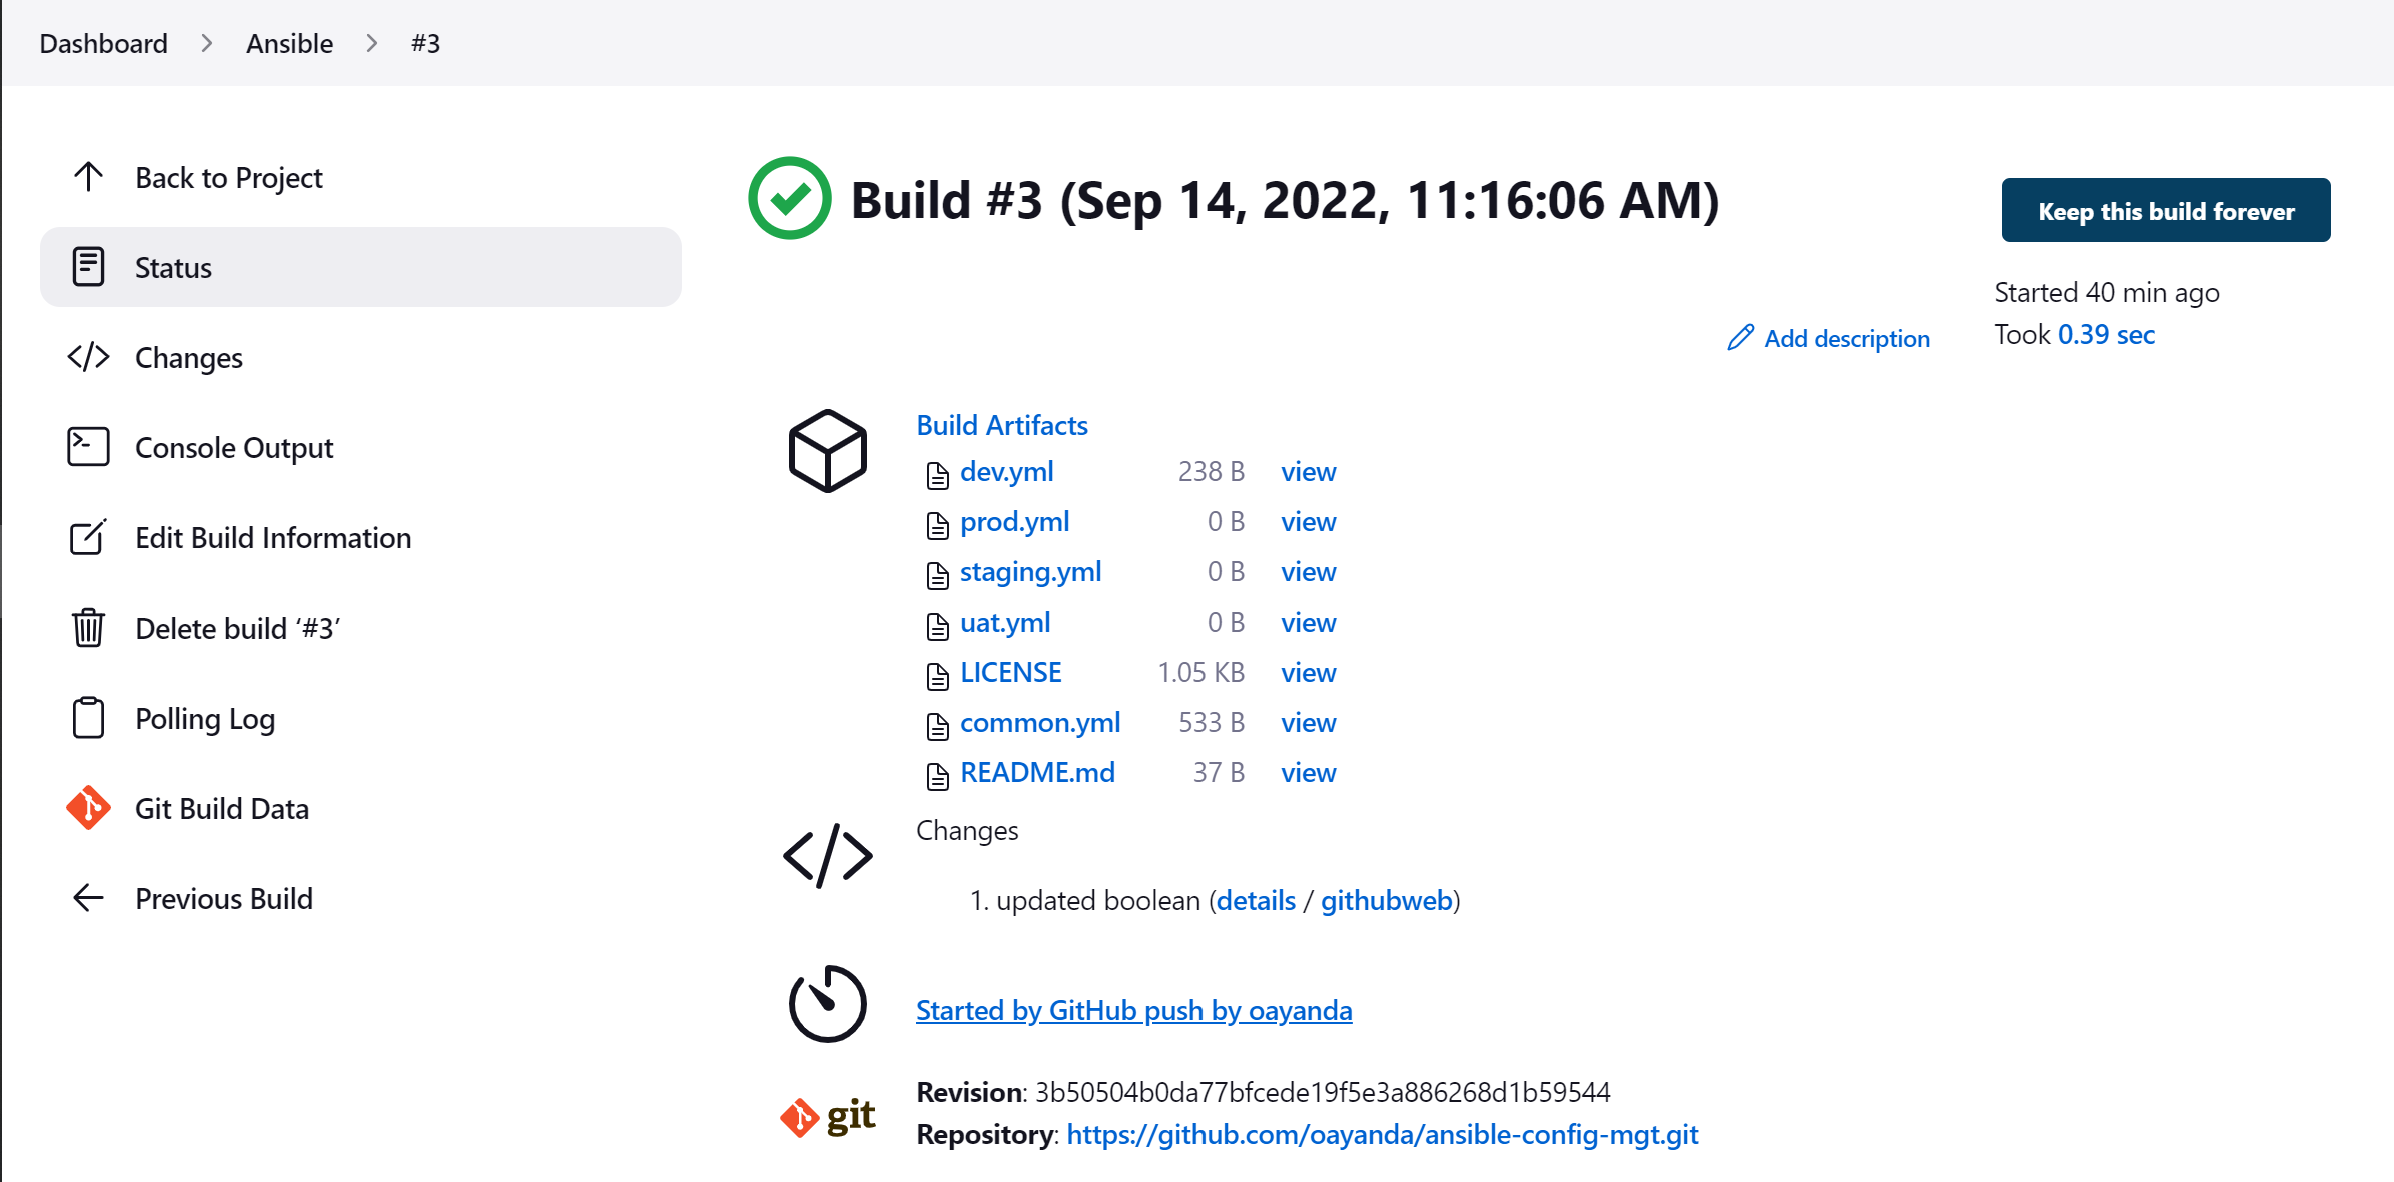 Dashboard > Ansible > #3
Back to Project
Status
Changes
Console Output
Edit Build Information
Delete build ‘#3’
Polling Log
Git Build Data
Previous Build
Build #3 (Sep 14, 2022, 11:16:06 AM)
Keep this build forever
Started 40 min ago
Took 0.39 sec
Add description
Build Artifacts
dev.yml 238 B view
prod.yml 0 B view
staging.yml 0 B view
uat.yml 0 B view
LICENSE 1.05 KB view
common.yml 533 B view
README.md 37 B view
Changes
1. updated boolean (details / githubweb)
Started by GitHub push by oayanda
git
Revision: 3b50504b0da77bfcede19f5e3a886268d1b59544
Repository: https://github.com/oayanda/ansible-config-mgt.git